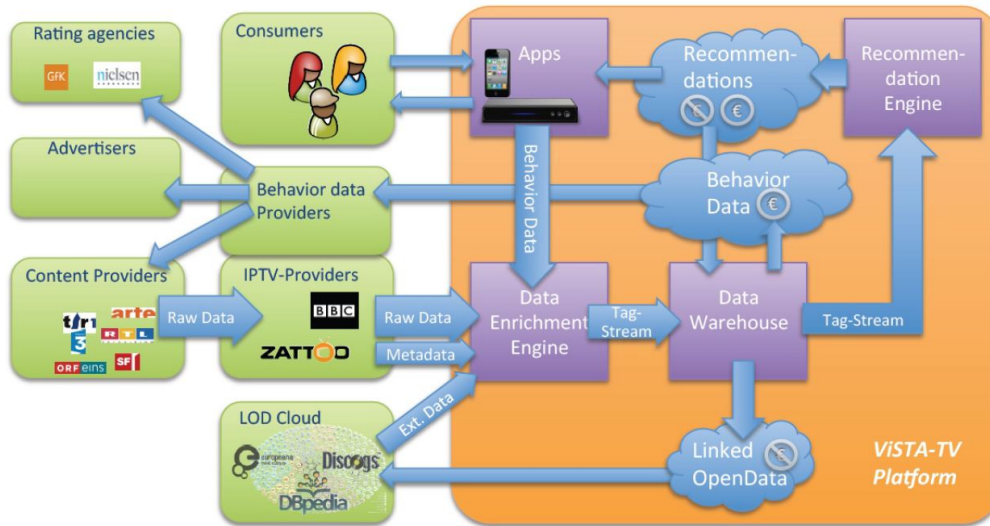 Rating agencies
GfK
nielsen
Consumers
Apps
Recommen-
dations
€
€
Recommen-
dation
Engine
Advertisers
Behavior data
Providers
Behavior Data
Behavior
Data
€
Content Providers
arte
3
RTL
ORF eins
SF1
Raw Data
IPTV-Providers
BBC
ZATTOO
Raw Data
Metadata
Data
Enrichment
Engine
Tag-
Stream
Data
Warehouse
Tag-Stream
LOD Cloud
europeana
Discogs
DBpedia
Ext. Data
Linked
OpenData
€
ViSTA-TV
Platform